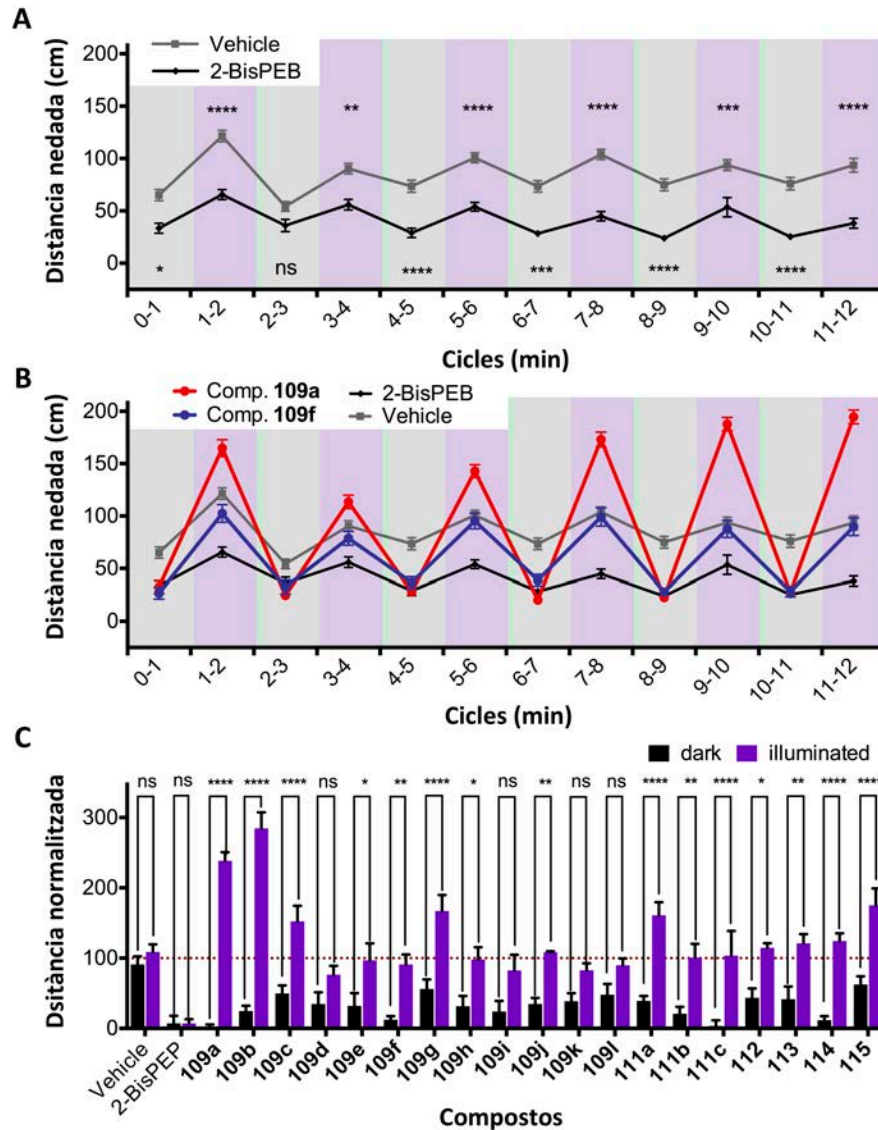 A
Vehicle
2-BisPEB
Distància nedada (cm)
200
150
100
50
0
**** ** **** **** *** ****
* ns **** *** **** ****
0-1 1-2 2-3 3-4 4-5 5-6 6-7 7-8 8-9 9-10 10-11 11-12
Cicles (min)
B
Comp. 109a 2-BisPEB
Comp. 109f Vehicle
Distància nedada (cm)
200
150
100
50
0
0-1 1-2 2-3 3-4 4-5 5-6 6-7 7-8 8-9 9-10 10-11 11-12
Cicles (min)
C
dark illuminated
ns ns **** **** **** ns * ** **** * ns ** ns ns **** ** **** * ** **** ****
Dsitància normalitzada
300
200
100
0
Vehicle 2-BisPEP 109a 109b 109c 109d 109e 109f 109g 109h 109i 109j 109k 109l 111a 111b 111c 112 113 114 115
Compostos